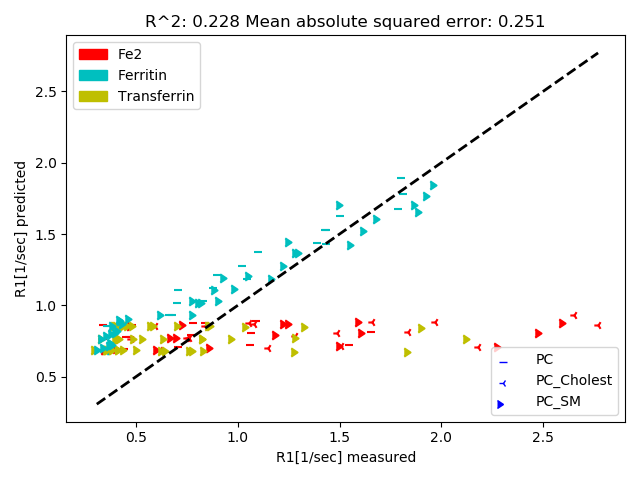 R^2: 0.228 Mean absolute squared error: 0.251
Fe2
Ferritin
Transferrin
R1[1/sec] predicted
2.5
2.0
1.5
1.0
0.5
PC
PC_Cholest
PC_SM
0.5 1.0 1.5 2.0 2.5
R1[1/sec] measured